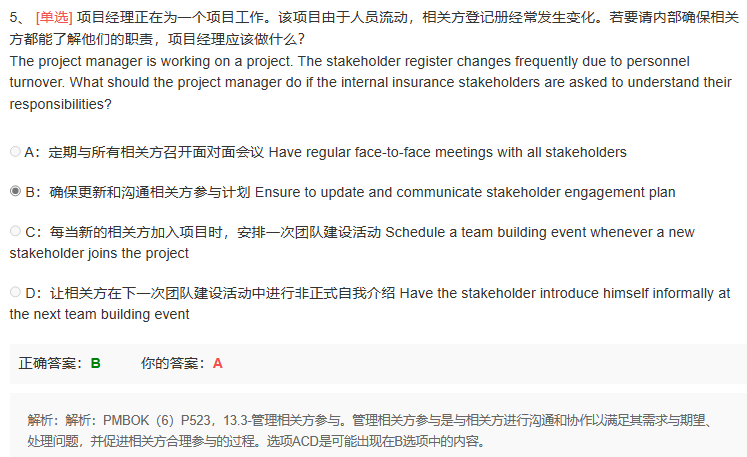 5、 [单选] 项目经理正在为一个项目工作。该项目由于人员流动，相关方登记册经常发生变化。若要请内部确保相关
方都能了解他们的职责，项目经理应该做什么?
The project manager is working on a project. The stakeholder register changes frequently due to personnel
turnover. What should the project manager do if the internal insurance stakeholders are asked to understand their
responsibilities?
A：定期与所有相关方召开面对面会议 Have regular face-to-face meetings with all stakeholders
B：确保更新和沟通相关方参与计划 Ensure to update and communicate stakeholder engagement plan
C：每当新的相关方加入项目时，安排一次团队建设活动 Schedule a team building event whenever a new
stakeholder joins the project
D：让相关方在下一次团队建设活动中进行非正式自我介绍 Have the stakeholder introduce himself informally at
the next team building event
正确答案：B 你的答案：A
解析：解析：PMBOK（6）P523，13.3-管理相关方参与。管理相关方参与是与相关方进行沟通和协作以满足其需求与期望、
处理问题，并促进相关方合理参与的过程。选项ACD是可能出现在B选项中的内容。